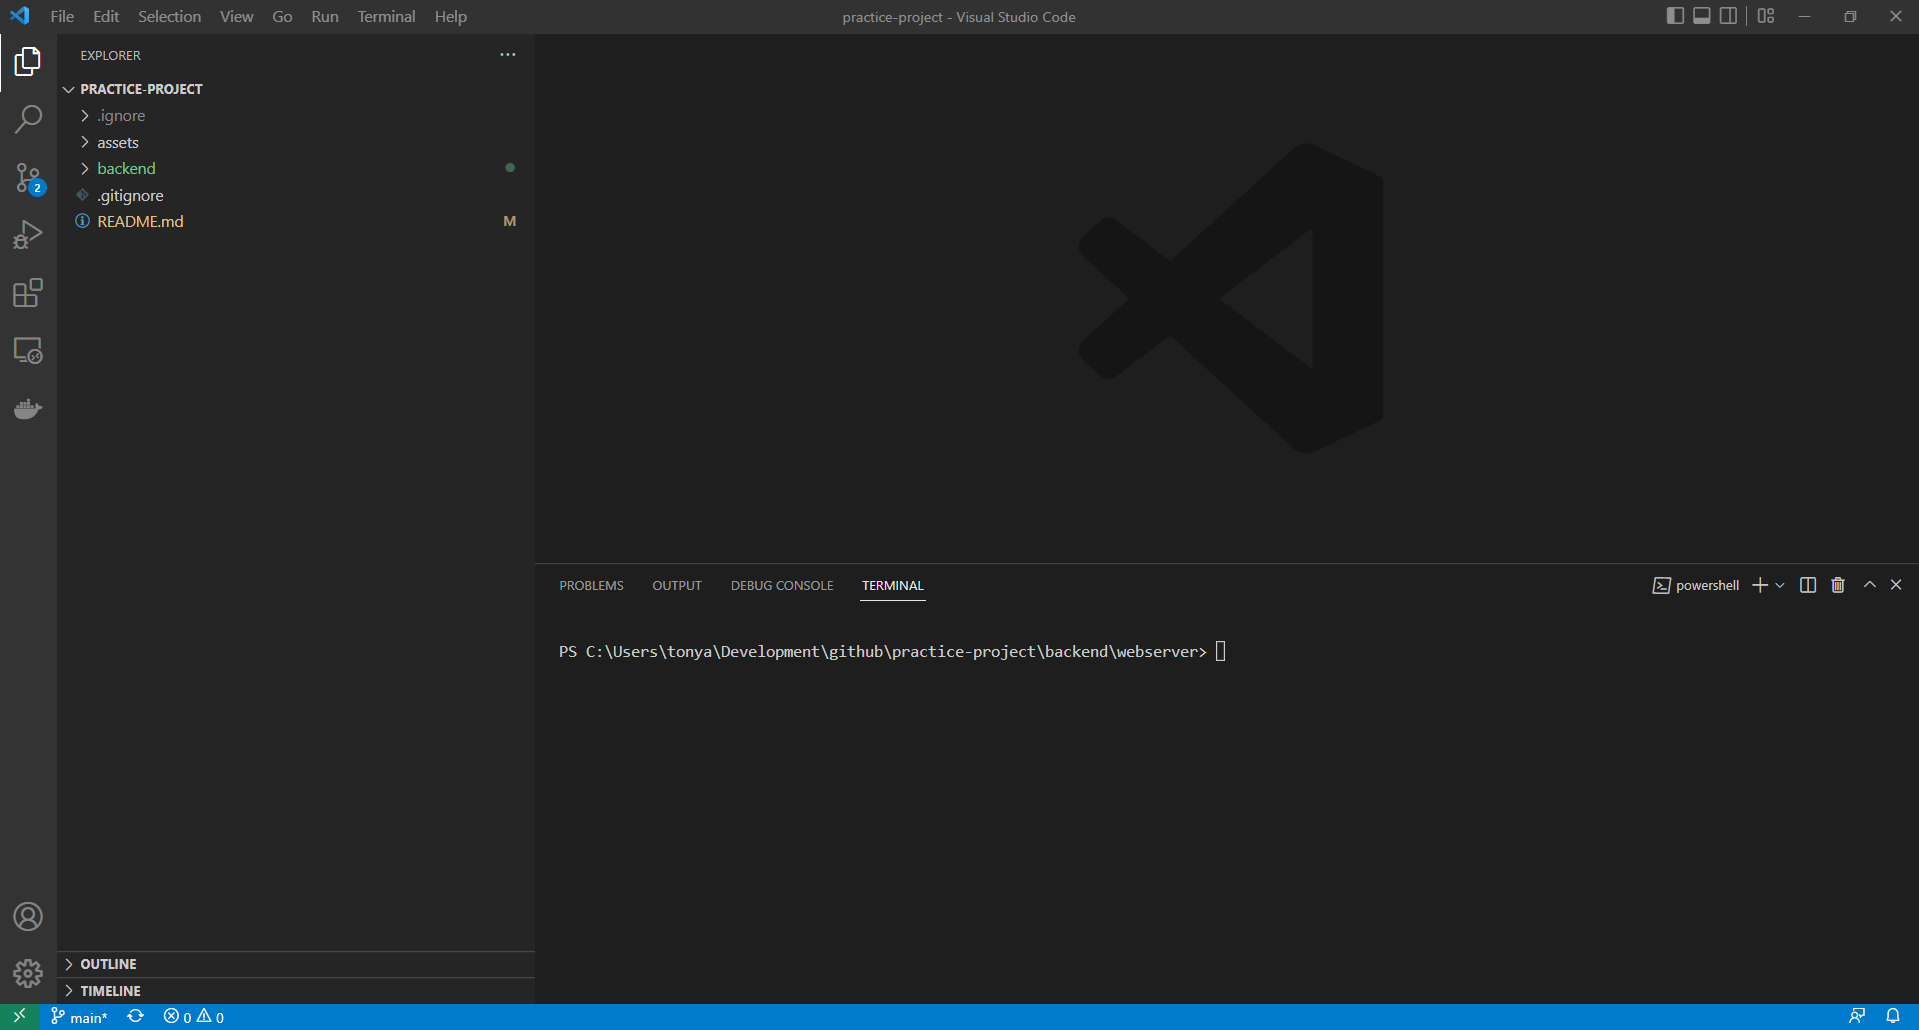 File Edit Selection View Go Run Terminal Help
practice-project - Visual Studio Code
EXPLORER
PRACTICE-PROJECT
.ignore
assets
backend
.gitignore
README.md M
2
PROBLEMS OUTPUT DEBUG CONSOLE TERMINAL
powershell
PS C:\Users\tonya\Development\github\practice-project\backend\webserver>
OUTLINE
TIMELINE
main* 0 0